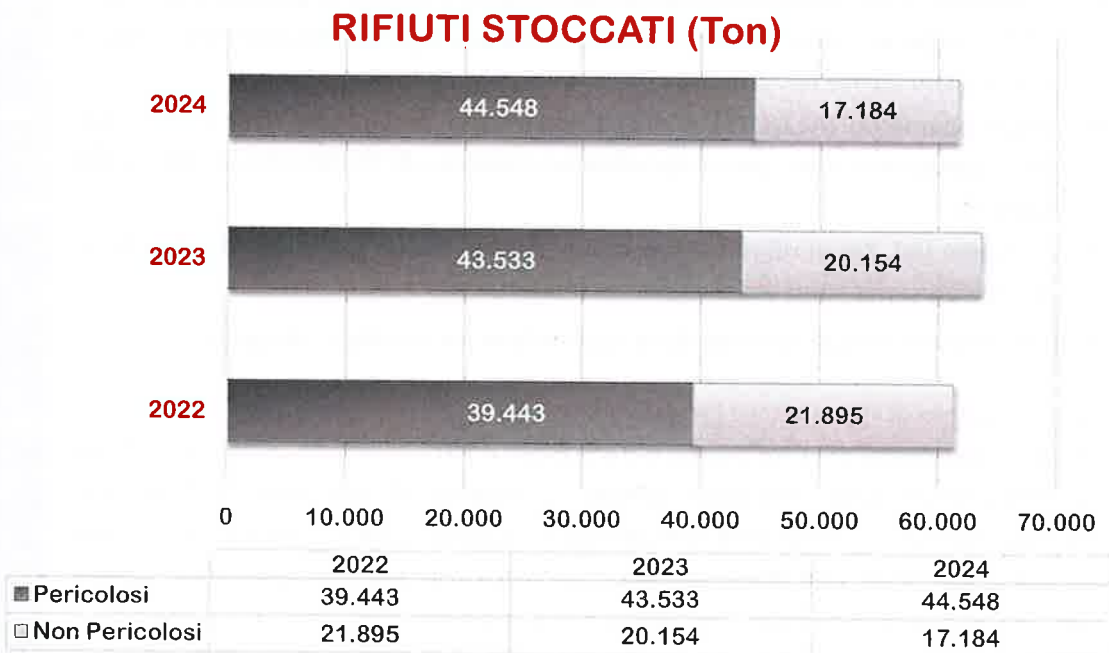 RIFIUTI STOCCATI (Ton)
2024 44.548 17.184
2023 43.533 20.154
2022 39.443 21.895
0 10.000 20.000 30.000 40.000 50.000 60.000 70.000
2022 2023 2024
Pericolosi 39.443 43.533 44.548
Non Pericolosi 21.895 20.154 17.184